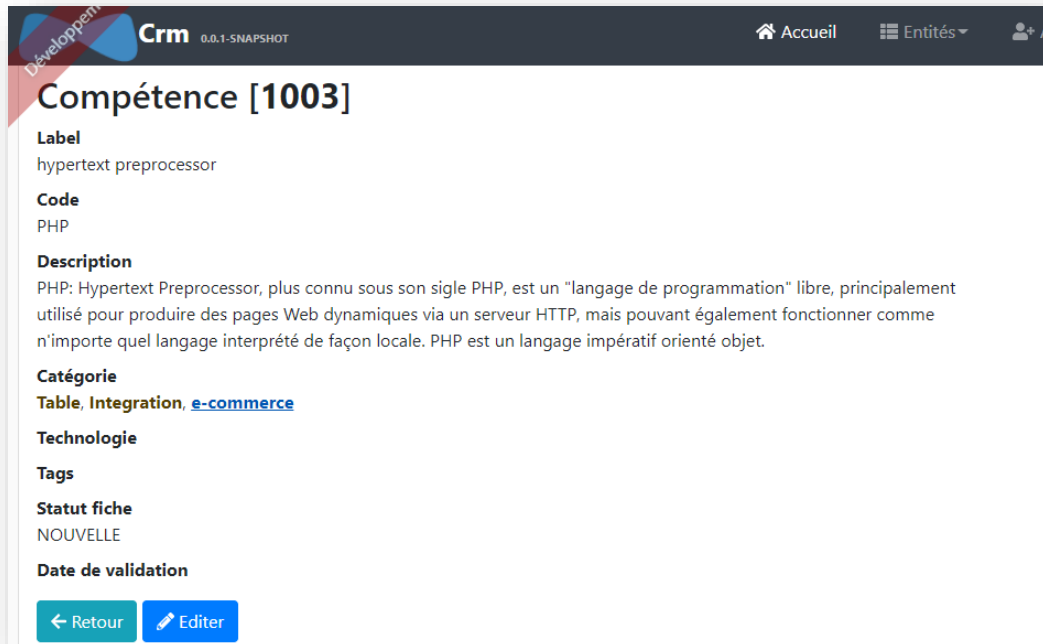 Développem
Crm 0.0.1-SNAPSHOT Accueil Entités A
Compétence [1003]
Label
hypertext preprocessor
Code
PHP
Description
PHP: Hypertext Preprocessor, plus connu sous son sigle PHP, est un "langage de programmation" libre, principalement
utilisé pour produire des pages Web dynamiques via un serveur HTTP, mais pouvant également fonctionner comme
n'importe quel langage interprété de façon locale. PHP est un langage impératif orienté objet.
Catégorie
Table, Integration, e-commerce
Technologie
Tags
Statut fiche
NOUVELLE
Date de validation
Retour Editer